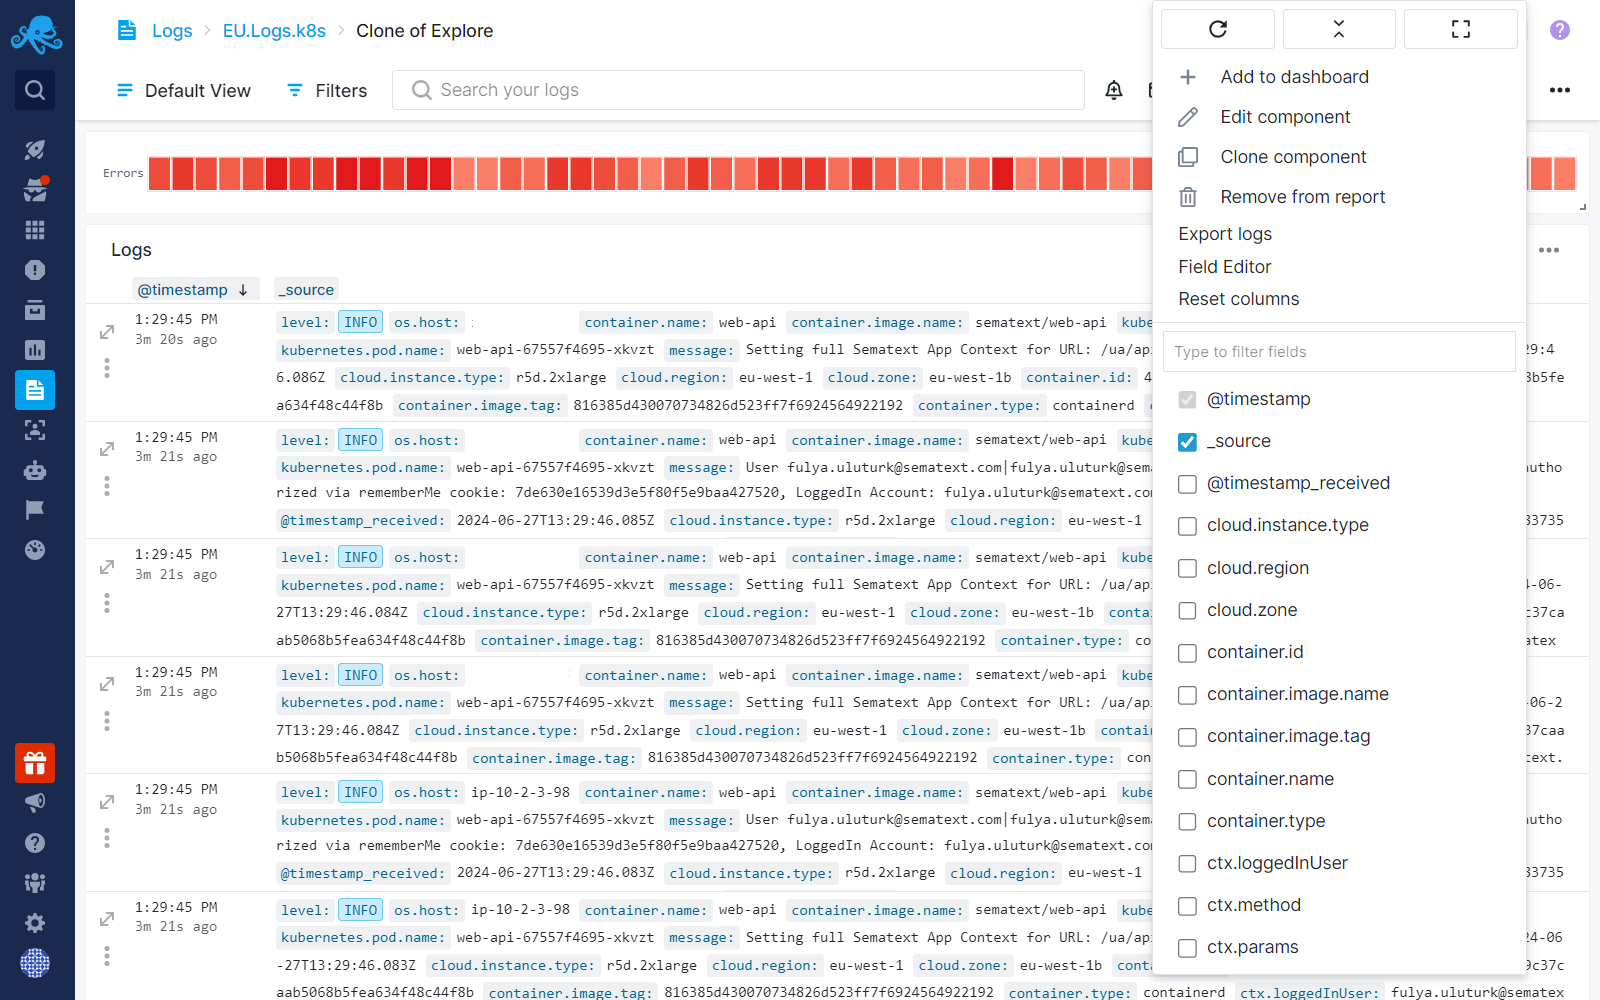 Logs > EU.Logs.k8s > Clone of Explore
Default View Filters Search your logs
Errors
Logs
@timestamp ↓ _source
1:29:45 PM level: INFO os.host: container.name: web-api container.image.name: sematext/web-api kube
3m 20s ago kubernetes.pod.name: web-api-67557f4695-xkvzt message: Setting full Sematext App Context for URL: /ua/api 29:4
6.086Z cloud.instance.type: r5d.2xlarge cloud.region: eu-west-1 cloud.zone: eu-west-1b container.id: 4 8b5fe
a634f48c44f8b container.image.tag: 816385d430070734826d523ff7f6924564922192 container.type: containerd
1:29:45 PM level: INFO os.host: container.name: web-api container.image.name: sematext/web-api kube
3m 21s ago kubernetes.pod.name: web-api-67557f4695-xkvzt message: User fulya.uluturk@sematext.com|fulya.uluturk@sema utho
rized via rememberMe cookie: 7de630e16539d3e5f80f5e9baa427520, LoggedIn Account: fulya.uluturk@sematext.co
@timestamp_received: 2024-06-27T13:29:46.085Z cloud.instance.type: r5d.2xlarge cloud.region: eu-west-1 83735
1:29:45 PM level: INFO os.host: container.name: web-api container.image.name: sematext/web-api kube
3m 21s ago kubernetes.pod.name: web-api-67557f4695-xkvzt message: Setting full Sematext App Context for URL: /ua/api 4-06-
27T13:29:46.084Z cloud.instance.type: r5d.2xlarge cloud.region: eu-west-1 cloud.zone: eu-west-1b conta c37ca
ab5068b5fea634f48c44f8b container.image.tag: 816385d430070734826d523ff7f6924564922192 container.type: co matex
1:29:45 PM level: INFO os.host: container.name: web-api container.image.name: sematext/web-api kube
3m 21s ago kubernetes.pod.name: web-api-67557f4695-xkvzt message: Setting full Sematext App Context for URL: /ua/api -06-2
7T13:29:46.084Z cloud.instance.type: r5d.2xlarge cloud.region: eu-west-1 cloud.zone: eu-west-1b contai 37caa
b5068b5fea634f48c44f8b container.image.tag: 816385d430070734826d523ff7f6924564922192 container.type: con text.
1:29:45 PM level: INFO os.host: ip-10-2-3-98 container.name: web-api container.image.name: sematext/web-api kube
3m 21s ago kubernetes.pod.name: web-api-67557f4695-xkvzt message: User fulya.uluturk@sematext.com|fulya.uluturk@sema utho
rized via rememberMe cookie: 7de630e16539d3e5f80f5e9baa427520, LoggedIn Account: fulya.uluturk@sematext.co
@timestamp_received: 2024-06-27T13:29:46.083Z cloud.instance.type: r5d.2xlarge cloud.region: eu-west-1 83735
1:29:45 PM level: INFO os.host: ip-10-2-3-98 container.name: web-api container.image.name: sematext/web-api kube
3m 21s ago kubernetes.pod.name: web-api-67557f4695-xkvzt message: Setting full Sematext App Context for URL: /ua/api 24-06
-27T13:29:46.083Z cloud.instance.type: r5d.2xlarge cloud.region: eu-west-1 cloud.zone: eu-west-1b conta 9c37c
aab5068b5fea634f48c44f8b container.image.tag: 816385d430070734826d523ff7f6924564922192 container.type: containerd ctx.loggedInUser: fulya.uluturk@sematex
Add to dashboard
Edit component
Clone component
Remove from report
Export logs
Field Editor
Reset columns
Type to filter fields
@timestamp
_source
@timestamp_received
cloud.instance.type
cloud.region
cloud.zone
container.id
container.image.name
container.image.tag
container.name
container.type
ctx.loggedInUser
ctx.method
ctx.params